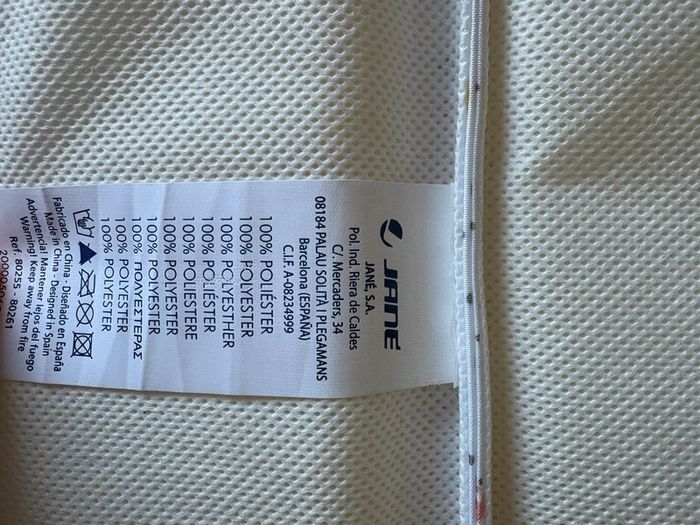 JANÉ
JANÉ, S.A.
Pol. Ind. Riera de Caldes
C/. Mercaders, 34
08184 PALAU SOLITÀ I PLEGAMANS
Barcelona (ESPAÑA)
C.I.F. A-08234999
100% POLIÉSTER
100% POLYESTHER
100% POLYESTER
100% POLIÉSTER
100% POLIESTERE
100% POLYESTER
100% ΠΟΛΥΕΣΤΕΡΑΣ
100% POLYESTER
100% POLYESTER
Fabricado en China - Diseñado en España
Made in China - Designed in Spain
Advertencia! Mantener lejos del fuego
Warning! Keep away from fire
Ref. 80255 - 80261